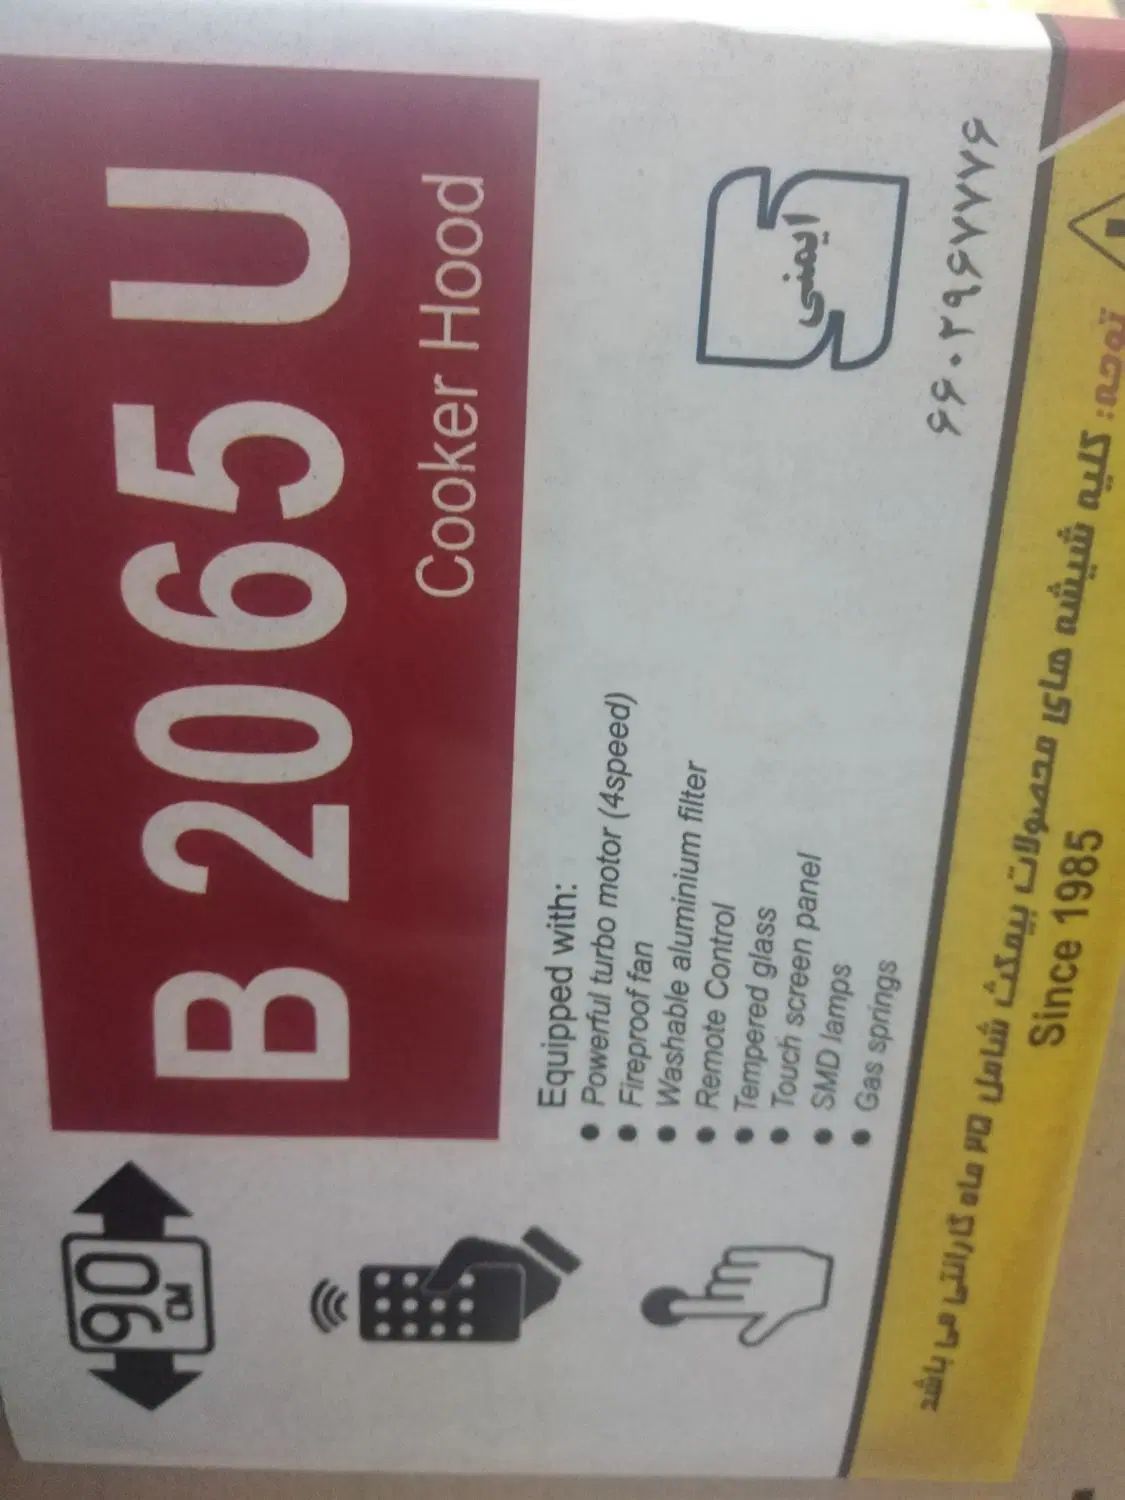 90
CM
B 2065 U
Cooker Hood
Equipped with:
• Powerful turbo motor (4speed)
• Fireproof fan
• Washable aluminium filter
• Remote Control
• Tempered glass
• Touch screen panel
• SMD lamps
• Gas springs
ایمنی
۶۶۰۲۹۶۷۷۷۶
توجه: کلیه شیشه های محصولات بیمکث شامل ۲۵ ماه گارانتی می باشد
Since 1985